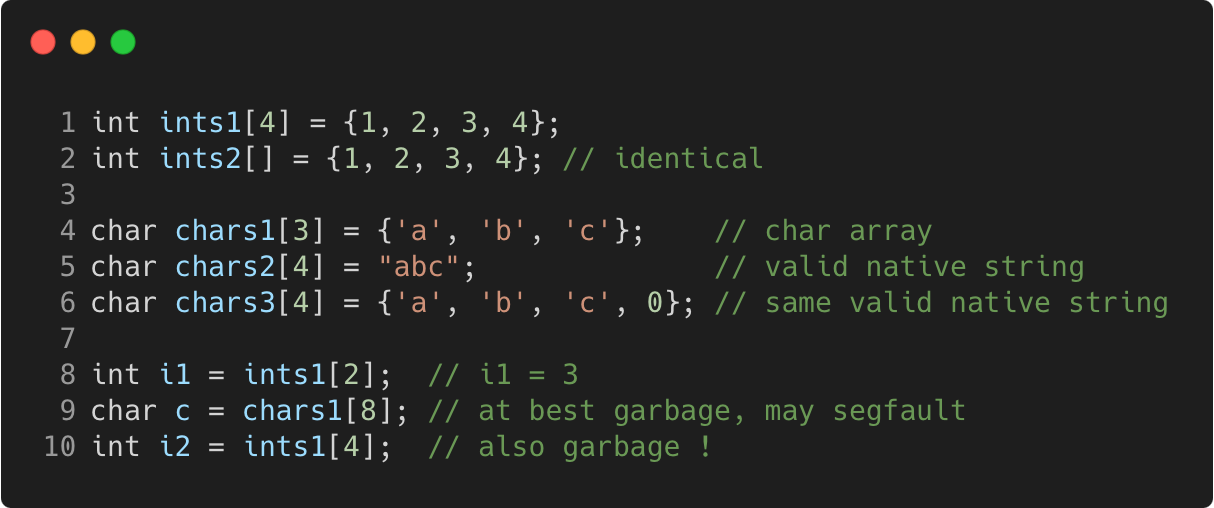 1 int ints1[4] = {1, 2, 3, 4};
2 int ints2[] = {1, 2, 3, 4}; // identical
3
4 char chars1[3] = {'a', 'b', 'c'};    // char array
5 char chars2[4] = "abc";              // valid native string
6 char chars3[4] = {'a', 'b', 'c', 0}; // same valid native string
7
8 int i1 = ints1[2];  // i1 = 3
9 char c = chars1[8]; // at best garbage, may segfault
10 int i2 = ints1[4];  // also garbage !